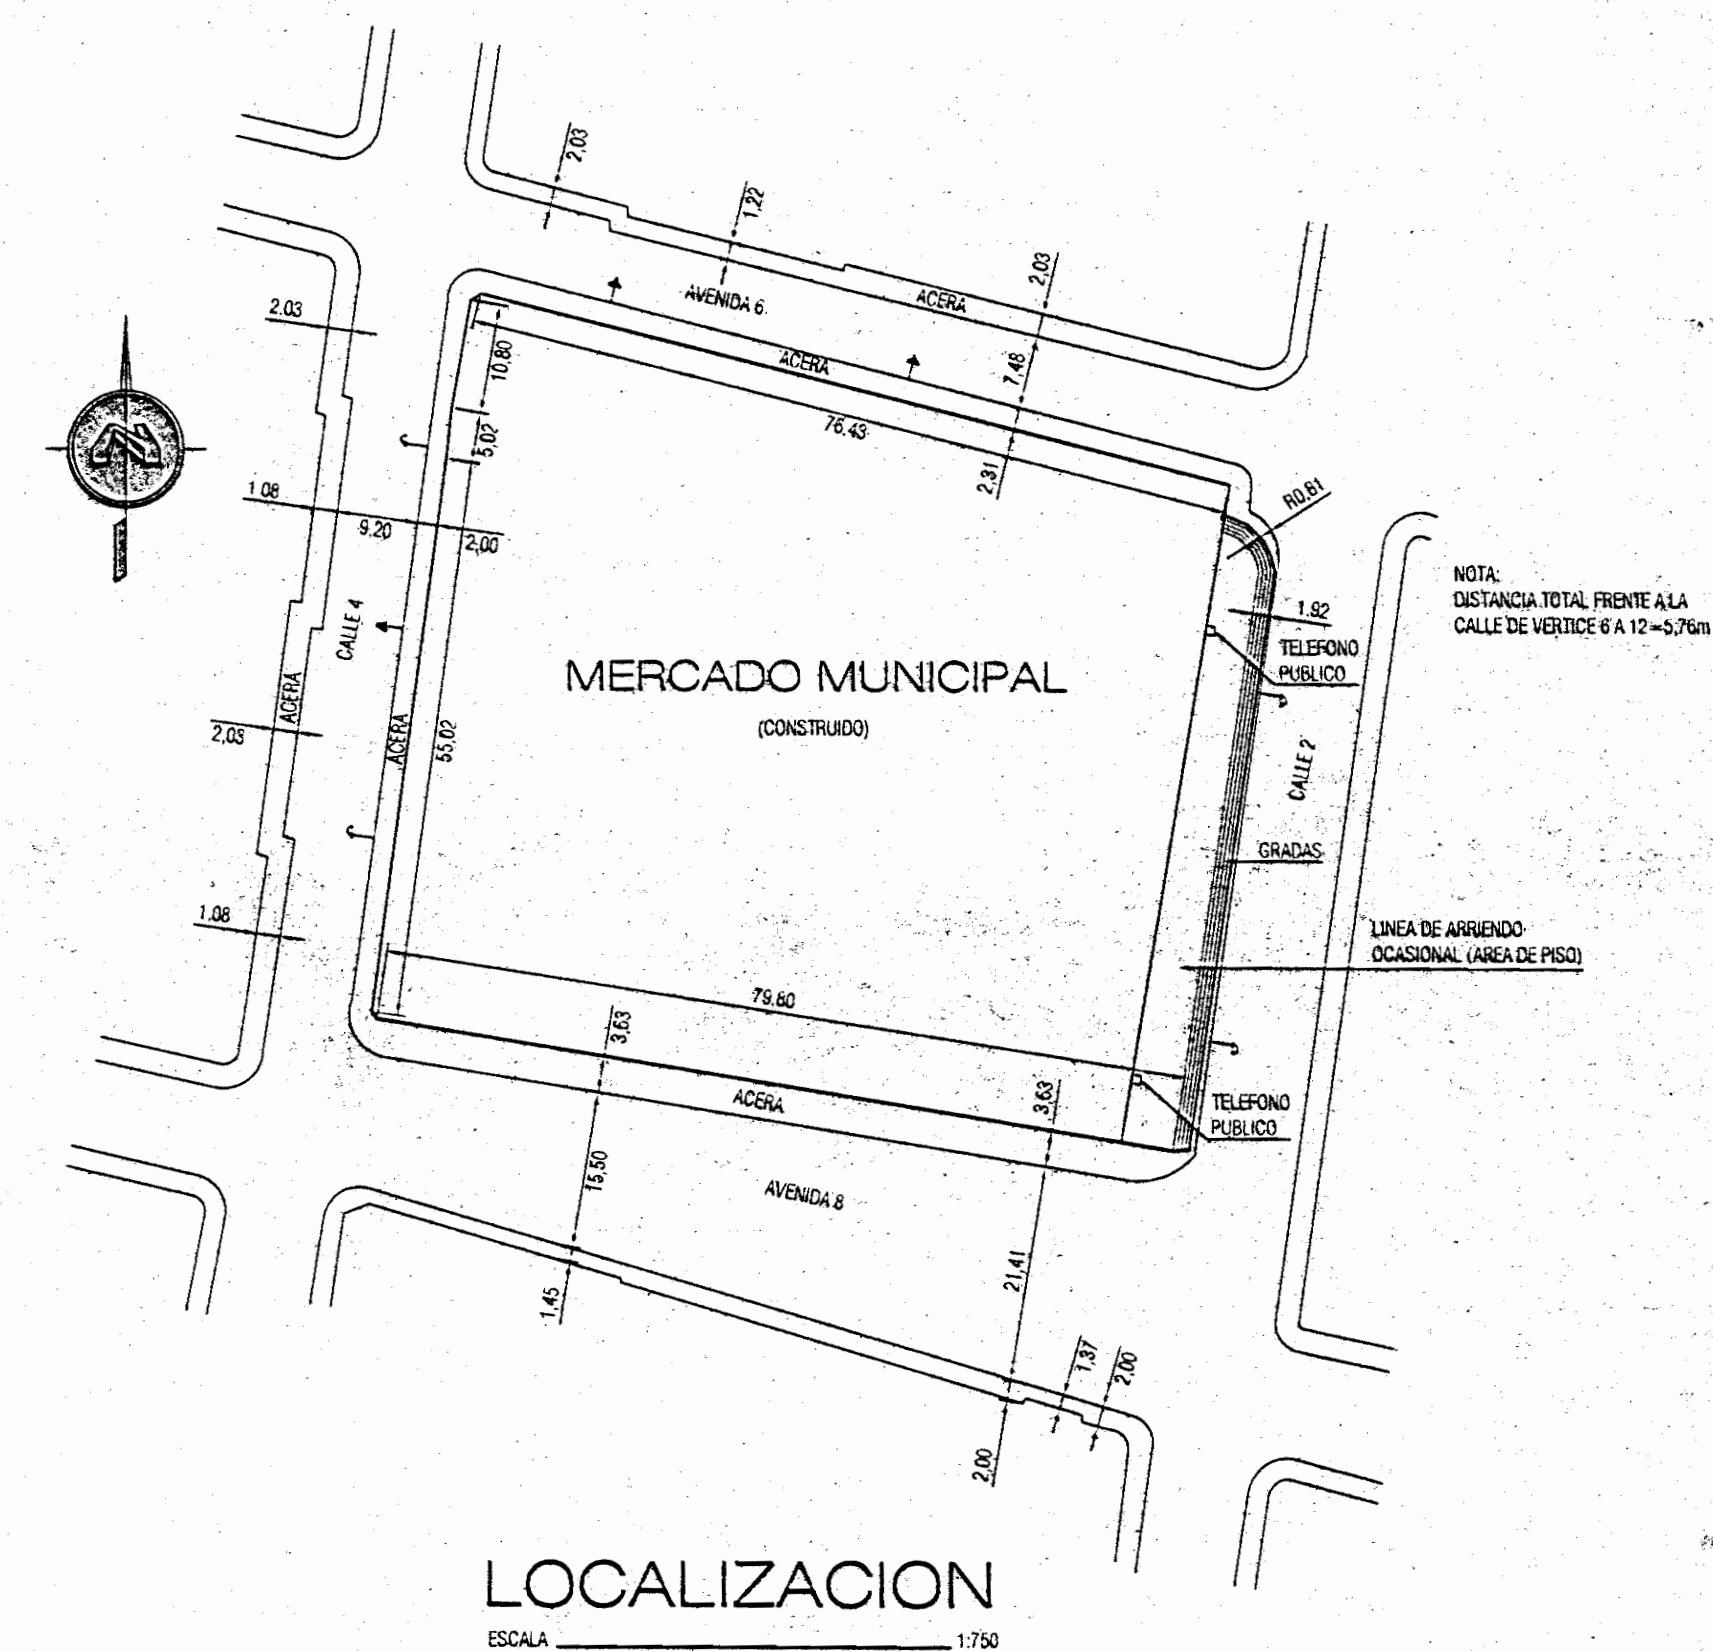 2,03
1,22
2,03
AVENIDA 6
ACERA
2.03
10,80
ACERA
7,48
5,02
76.43
2,31
N
1 08
9.20
2,00
R0.61
NOTA:
DISTANCIA TOTAL FRENTE A LA
CALLE DE VERTICE 6 A 12=5,76m
1.92
CALLE 4
TELEFONO
PUBLICO
MERCADO MUNICIPAL
(CONSTRUIDO)
ACERA
2,03
ACERA
55,02
CALLE 2
GRADAS
1,08
LINEA DE ARRIENDO
OCASIONAL (AREA DE PISO)
79.80
3,63
ACERA
3,63
TELEFONO
PUBLICO
15,50
AVENIDA 8
21,41
1,45
1,37
2,00
2,00
LOCALIZACION
ESCALA 1:750